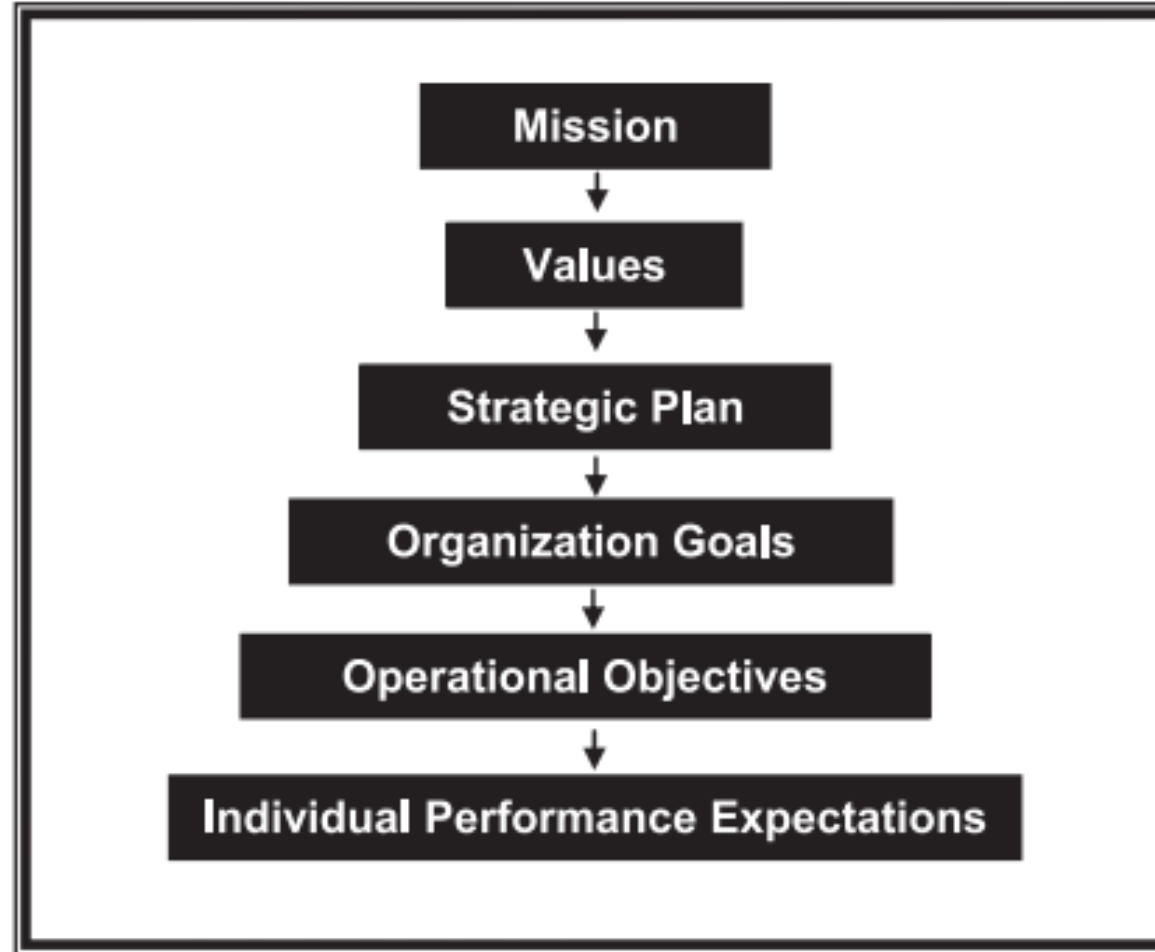 Mission
Values
Strategic Plan
Organization Goals
Operational Objectives
Individual Performance Expectations